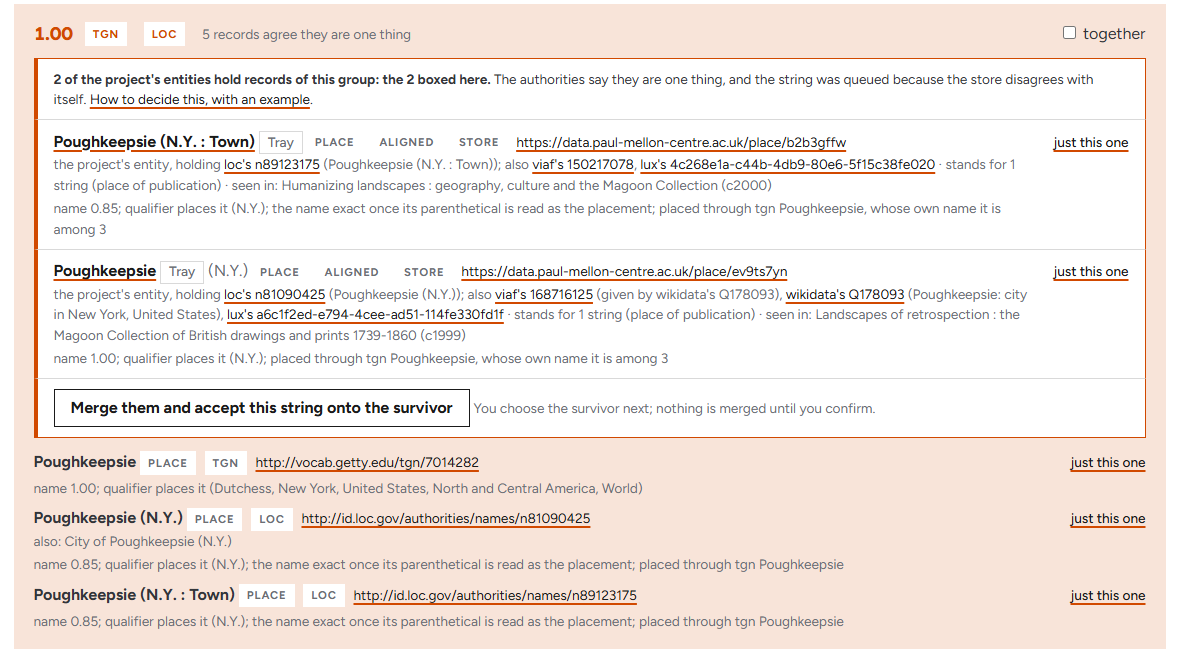 1.00 TGN LOC 5 records agree they are one thing together
2 of the project's entities hold records of this group: the 2 boxed here. The authorities say they are one thing, and the string was queued because the store disagrees with
itself. How to decide this, with an example.
Poughkeepsie (N.Y. : Town) Tray PLACE ALIGNED STORE https://data.paul-mellon-centre.ac.uk/place/b2b3gffw just this one
the project's entity, holding loc's n89123175 (Poughkeepsie (N.Y. : Town)); also viaf's 150217078, lux's 4c268e1a-c44b-4db9-80e6-5f15c38fe020 · stands for 1
string (place of publication) · seen in: Humanizing landscapes : geography, culture and the Magoon Collection (c2000)
name 0.85; qualifier places it (N.Y.); the name exact once its parenthetical is read as the placement; placed through tgn Poughkeepsie, whose own name it is
among 3
Poughkeepsie Tray (N.Y.) PLACE ALIGNED STORE https://data.paul-mellon-centre.ac.uk/place/ev9ts7yn just this one
the project's entity, holding loc's n81090425 (Poughkeepsie (N.Y.)); also viaf's 168716125 (given by wikidata's Q178093), wikidata's Q178093 (Poughkeepsie: city
in New York, United States), lux's a6c1f2ed-e794-4cee-ad51-114fe330fd1f · stands for 1 string (place of publication) · seen in: Landscapes of retrospection : the
Magoon Collection of British drawings and prints 1739-1860 (c1999)
name 1.00; qualifier places it (N.Y.); placed through tgn Poughkeepsie, whose own name it is among 3
Merge them and accept this string onto the survivor You choose the survivor next; nothing is merged until you confirm.
Poughkeepsie PLACE TGN http://vocab.getty.edu/tgn/7014282 just this one
name 1.00; qualifier places it (Dutchess, New York, United States, North and Central America, World)
Poughkeepsie (N.Y.) PLACE LOC http://id.loc.gov/authorities/names/n81090425 just this one
also: City of Poughkeepsie (N.Y.)
name 0.85; qualifier places it (N.Y.); the name exact once its parenthetical is read as the placement; placed through tgn Poughkeepsie
Poughkeepsie (N.Y. : Town) PLACE LOC http://id.loc.gov/authorities/names/n89123175 just this one
name 0.85; qualifier places it (N.Y.); the name exact once its parenthetical is read as the placement; placed through tgn Poughkeepsie